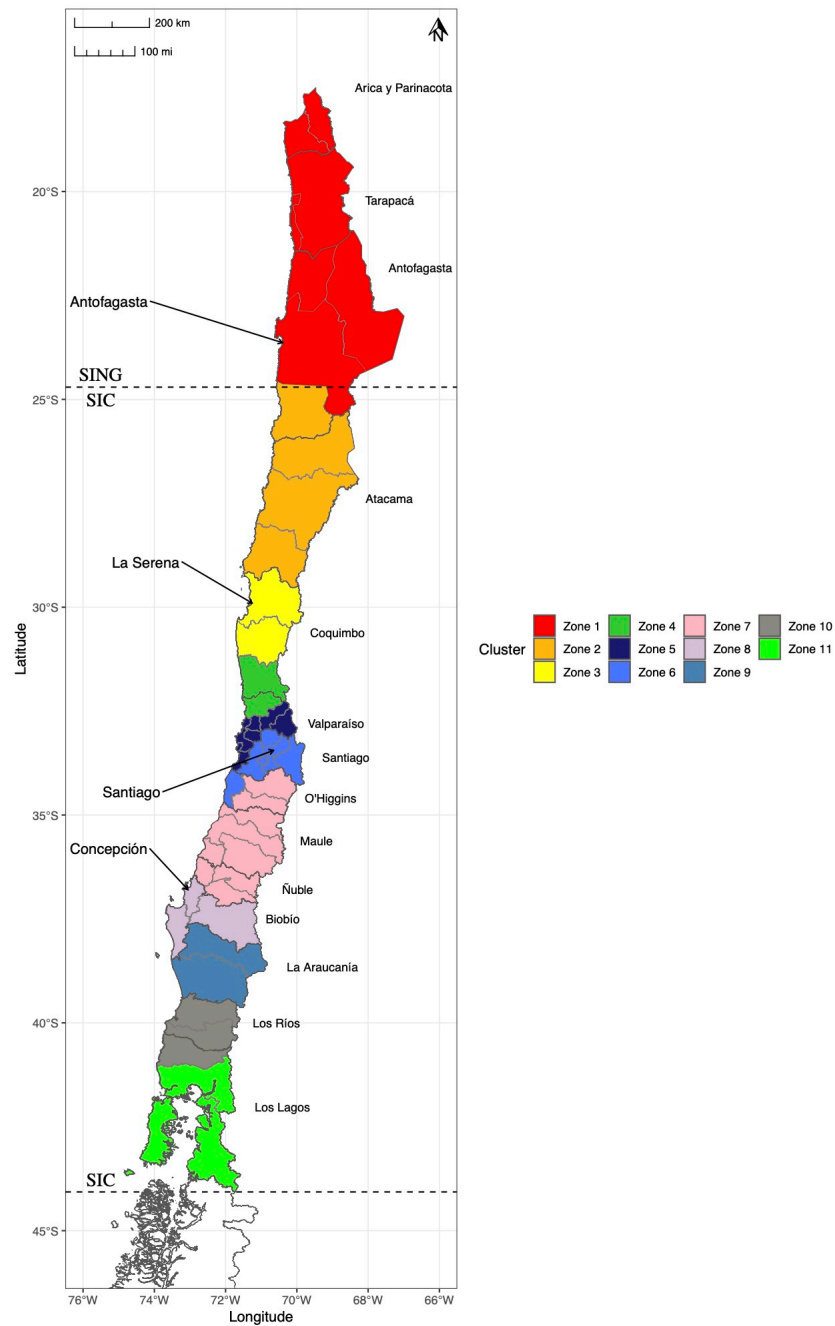 200 km
N
100 mi
Arica y Parinacota
20°S
Tarapacá
Antofagasta
Antofagasta
SING
SIC
25°S
Atacama
La Serena
30°S
Coquimbo
Latitude
Cluster
Zone 1
Zone 2
Zone 3
Zone 4
Zone 5
Zone 6
Zone 7
Zone 8
Zone 9
Zone 10
Zone 11
Valparaíso
Santiago
Santiago
O'Higgins
35°S
Maule
Concepción
Ñuble
Biobío
La Araucanía
40°S
Los Ríos
Los Lagos
SIC
45°S
76°W 74°W 72°W 70°W 68°W 66°W
Longitude